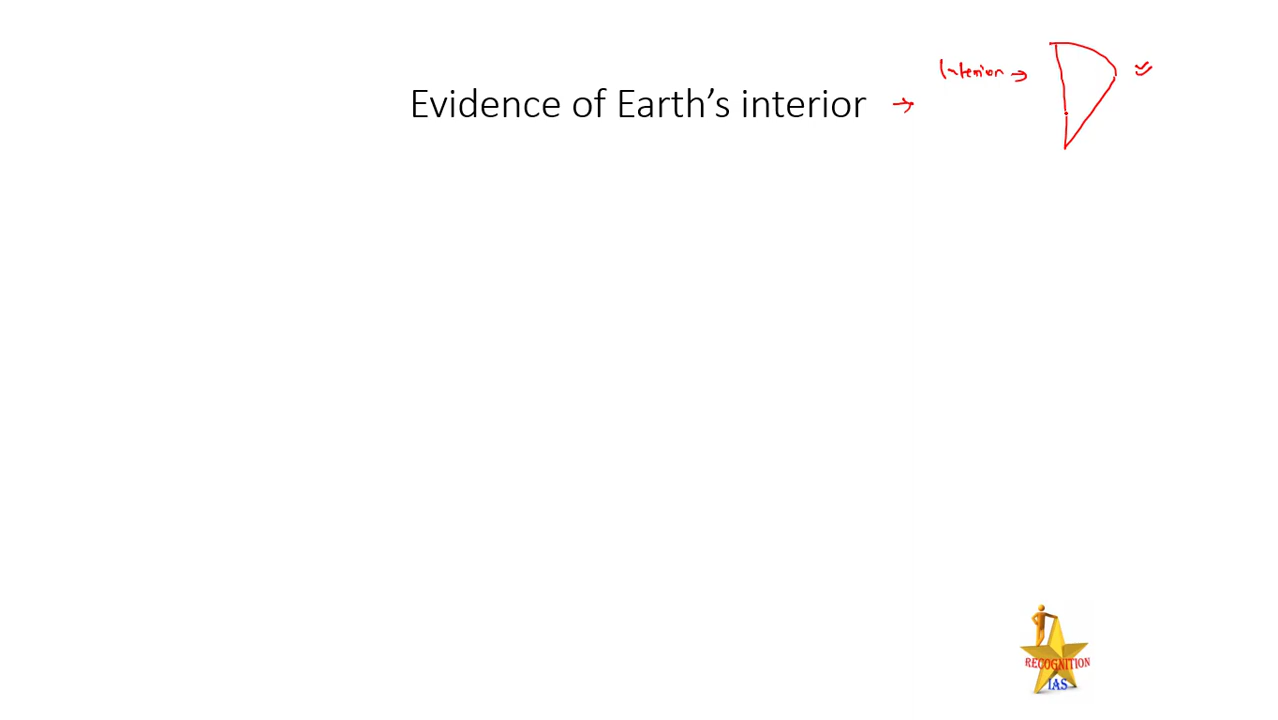 Interior →
Evidence of Earth's interior →
RECOGNITION
IAS